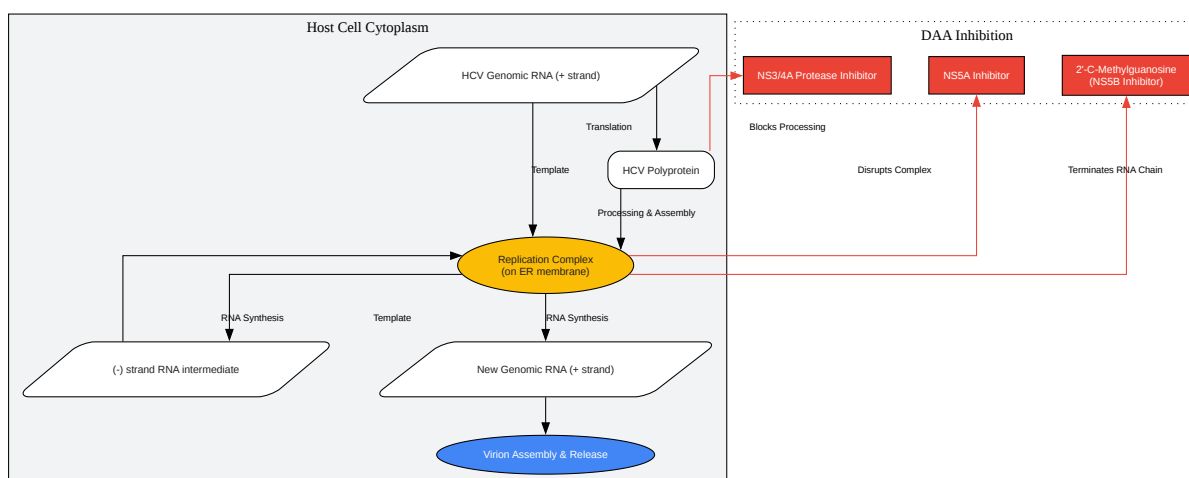 Host Cell Cytoplasm
DAA Inhibition
HCV Genomic RNA (+ strand)
NS3/4A Protease Inhibitor
NS5A Inhibitor
2'-C-Methylguanosine
(NS5B Inhibitor)
Translation
Blocks Processing
Template
HCV Polyprotein
Disrupts Complex
Terminates RNA Chain
Processing & Assembly
Replication Complex
(on ER membrane)
RNA Synthesis
Template
RNA Synthesis
(-) strand RNA intermediate
New Genomic RNA (+ strand)
Virion Assembly & Release